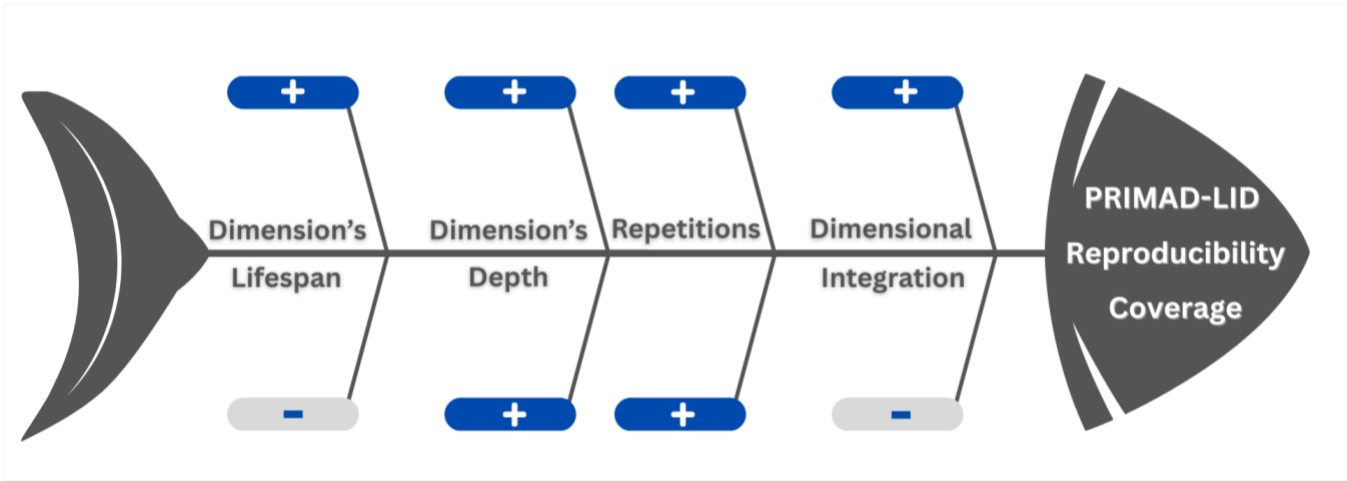 + + + +
Dimension's Dimension's Repetitions Dimensional
Lifespan Depth Integration
- + + -
PRIMAD-LID
Reproducibility
Coverage